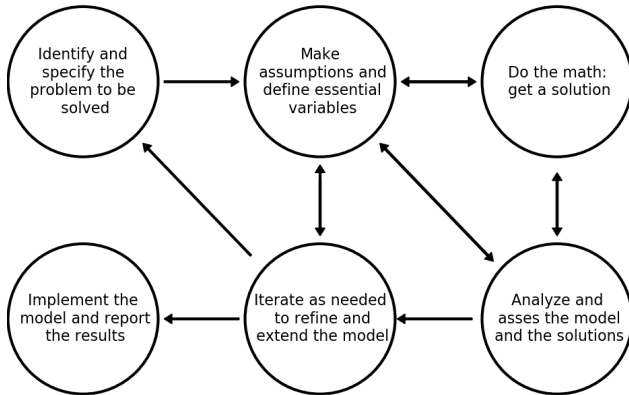 Identify and
specify the
problem to be
solved
Make
assumptions and
define essential
variables
Do the math:
get a solution
Implement the
model and report
the results
Iterate as needed
to refine and
extend the model
Analyze and
asses the model
and the solutions